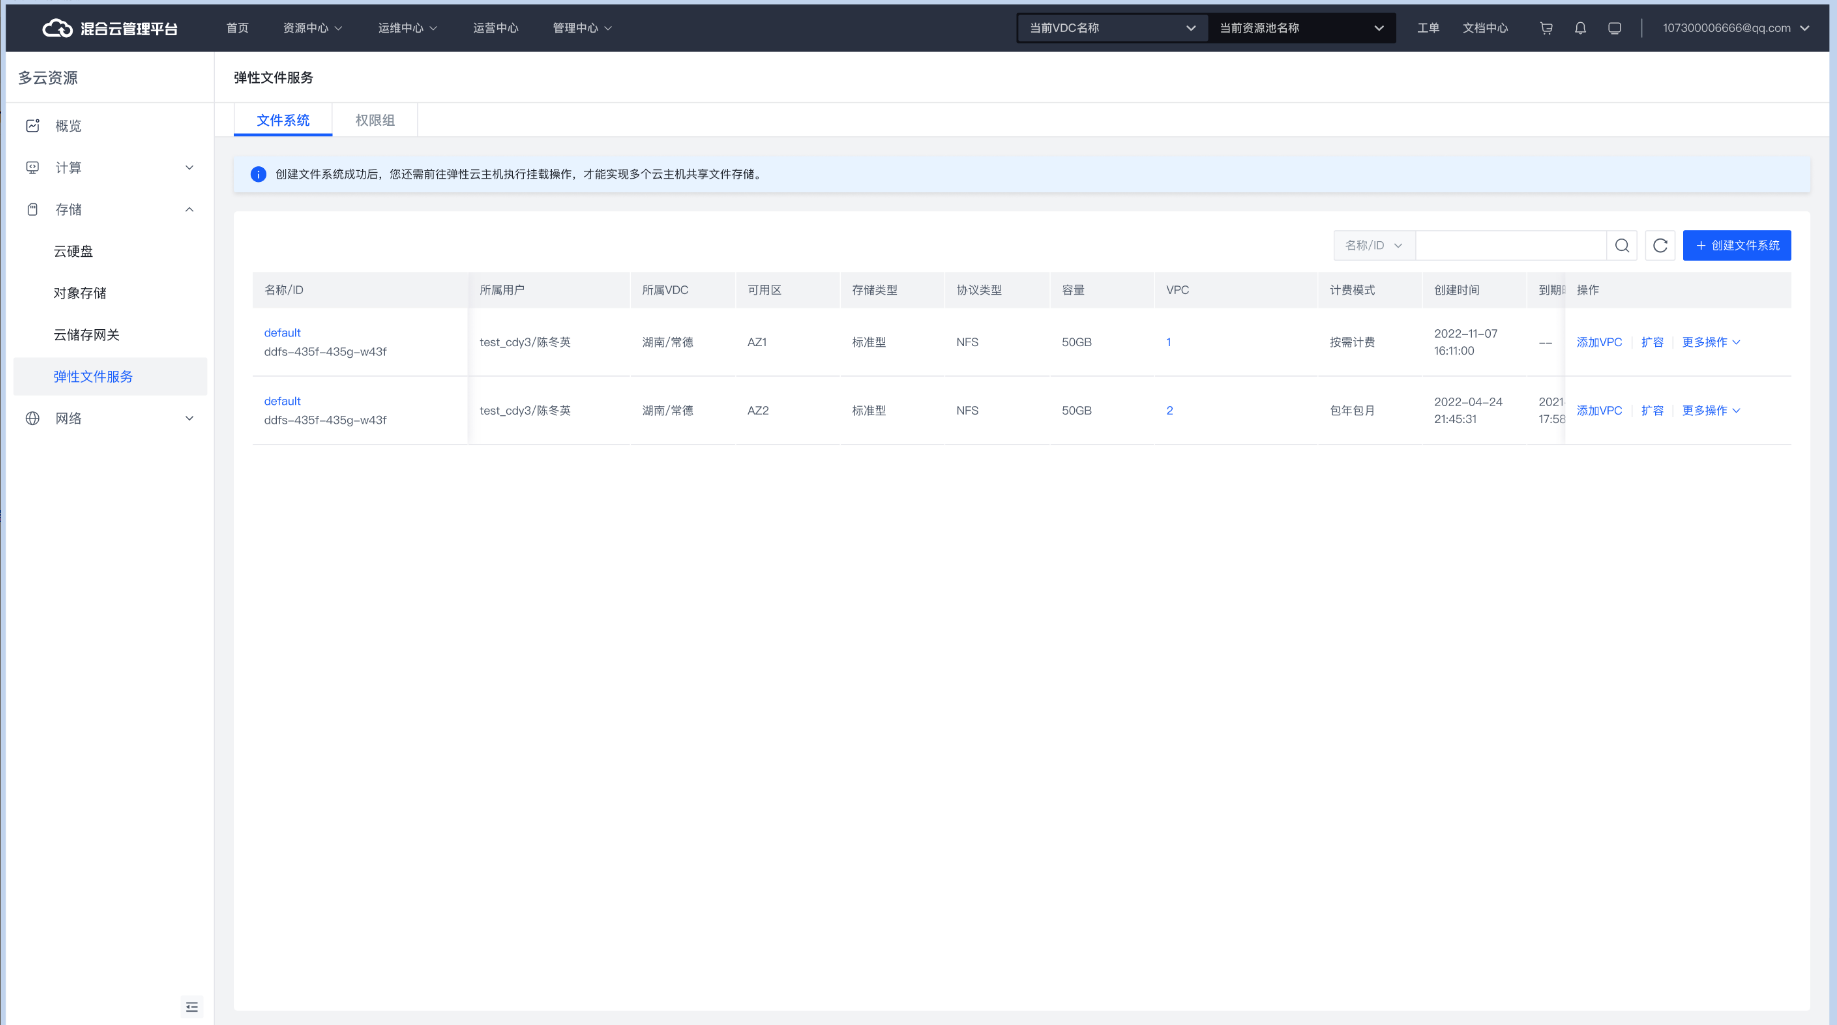 混合云管理平台
首页
资源中心
运维中心
运营中心
管理中心
当前VDC名称
当前资源池名称
工单
文档中心
107300006666@qq.com
多云资源
概览
计算
存储
云硬盘
对象存储
云储存网关
弹性文件服务
网络
弹性文件服务
文件系统
权限组
创建文件系统成功后，您还需前往弹性云主机执行挂载操作，才能实现多个云主机共享文件存储。
名称/ID
+ 创建文件系统
名称/ID 所属用户 所属VDC 可用区 存储类型 协议类型 容量 VPC 计费模式 创建时间 到期 操作
default
ddfs-435f-435g-w43f
test_cdy3/陈冬英 湖南/常德 AZ1 标准型 NFS 50GB 1 按需计费
2022-11-07
16:11:00
--
添加VPC 扩容 更多操作
default
ddfs-435f-435g-w43f
test_cdy3/陈冬英 湖南/常德 AZ2 标准型 NFS 50GB 2 包年包月
2022-04-24
21:45:31
2021
17:58
添加VPC 扩容 更多操作